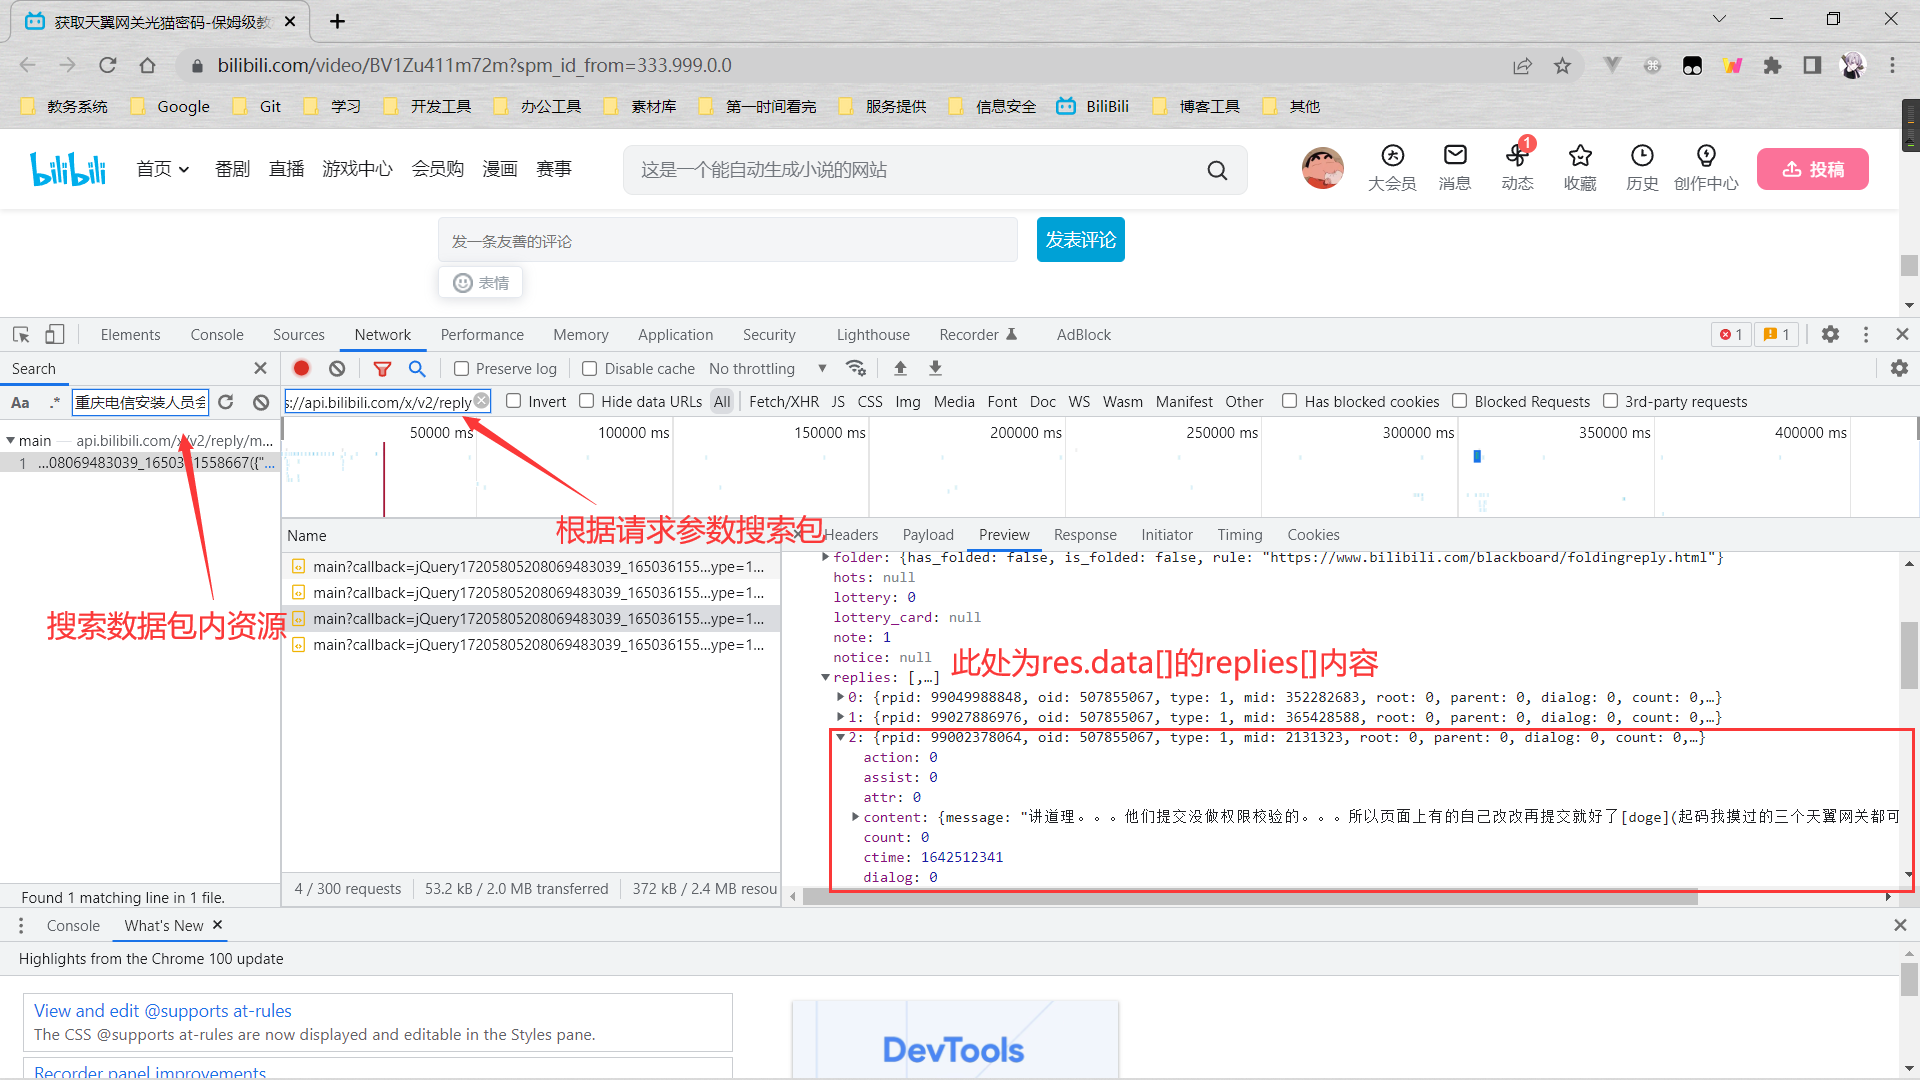 获取天翼网关光猫密码-保姆级教
bilibili.com/video/BV1Zu411m72m?spm_id_from=333.999.0.0
教务系统 Google Git 学习 开发工具 办公工具 素材库 第一时间看完 服务提供 信息安全 BiliBili 博客工具 其他
bilibili 首页 番剧 直播 游戏中心 会员购 漫画 赛事 这是一个能自动生成小说的网站 大会员 消息 1 动态 收藏 历史 创作中心 投稿
发一条友善的评论 发表评论
表情
Elements Console Sources Network Performance Memory Application Security Lighthouse Recorder AdBlock 1 1
Search Preserve log Disable cache No throttling
Aa .* 重庆电信安装人员会 s://api.bilibili.com/x/v2/reply Invert Hide data URLs All Fetch/XHR JS CSS Img Media Font Doc WS Wasm Manifest Other Has blocked cookies Blocked Requests 3rd-party requests
main — api.bilibili.com/x/v2/reply/m...
50000 ms 100000 ms 150000 ms 200000 ms 250000 ms 300000 ms 350000 ms 400000 ms
根据请求参数搜索包
搜索数据包内资源
Name Headers Payload Preview Response Initiator Timing Cookies
main?callback=jQuery17205805208069483039_165036155...ype=1...
main?callback=jQuery17205805208069483039_165036155...ype=1...
main?callback=jQuery17205805208069483039_165036155...ype=1...
main?callback=jQuery17205805208069483039_165036155...ype=1...
folder: {has_folded: false, is_folded: false, rule: "https://www.bilibili.com/blackboard/foldingreply.html"}
hots: null
lottery: 0
lottery_card: null
note: 1
notice: null
此处为res.data[]的replies[]内容
replies: [,…]
0: {rpid: 99049988848, oid: 507855067, type: 1, mid: 352282683, root: 0, parent: 0, dialog: 0, count: 0,…}
1: {rpid: 99027886976, oid: 507855067, type: 1, mid: 365428588, root: 0, parent: 0, dialog: 0, count: 0,…}
2: {rpid: 99002378064, oid: 507855067, type: 1, mid: 2131323, root: 0, parent: 0, dialog: 0, count: 0,…}
action: 0
assist: 0
attr: 0
content: {message: "讲道理。。。他们提交没做权限校验的。。。所以页面上有的自己改改再提交就好了[doge](起码我摸过的三个天翼网关都可
count: 0
ctime: 1642512341
dialog: 0
4 / 300 requests 53.2 kB / 2.0 MB transferred 372 kB / 2.4 MB resou
Found 1 matching line in 1 file.
Console What's New
Highlights from the Chrome 100 update
View and edit @supports at-rules
The CSS @supports at-rules are now displayed and editable in the Styles pane.
Recorder panel improvements
DevTools